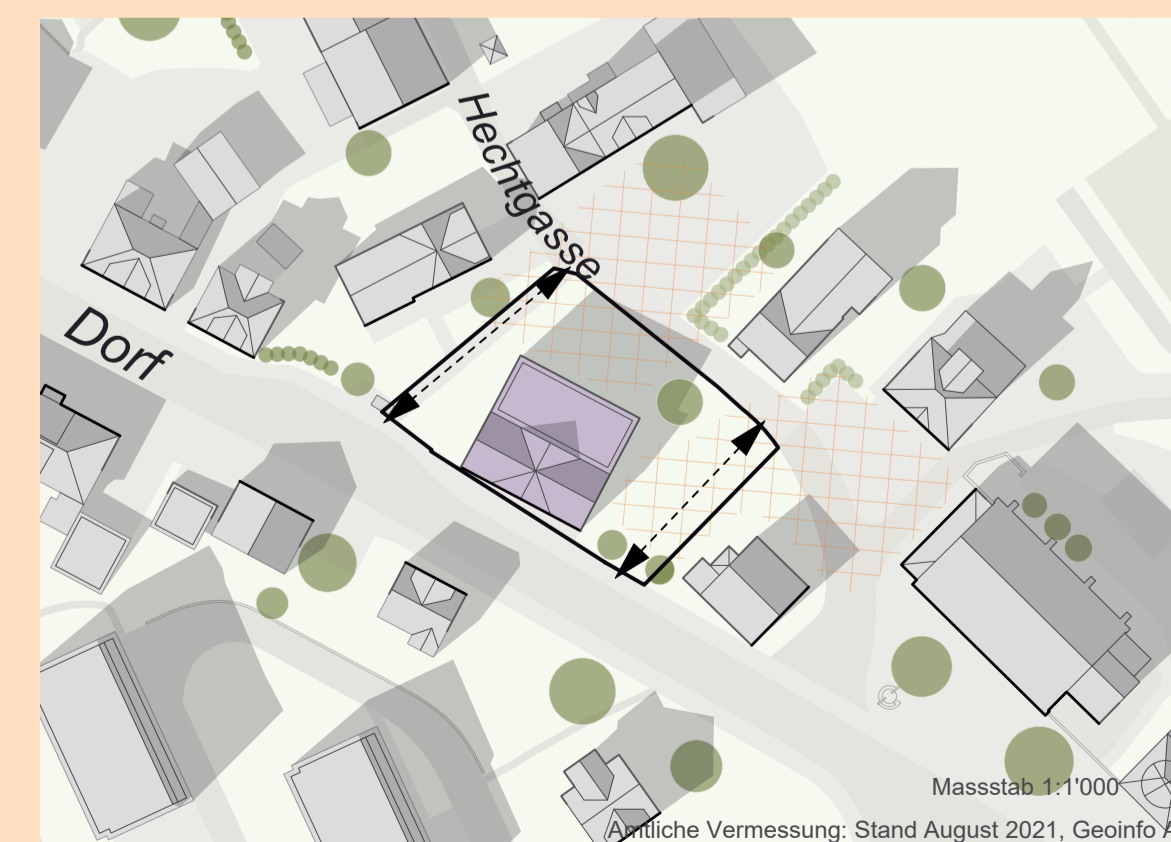 Hechtgasse
Dorf
Massstab 1:1'000
Amtliche Vermessung: Stand August 2021, Geoinfo A